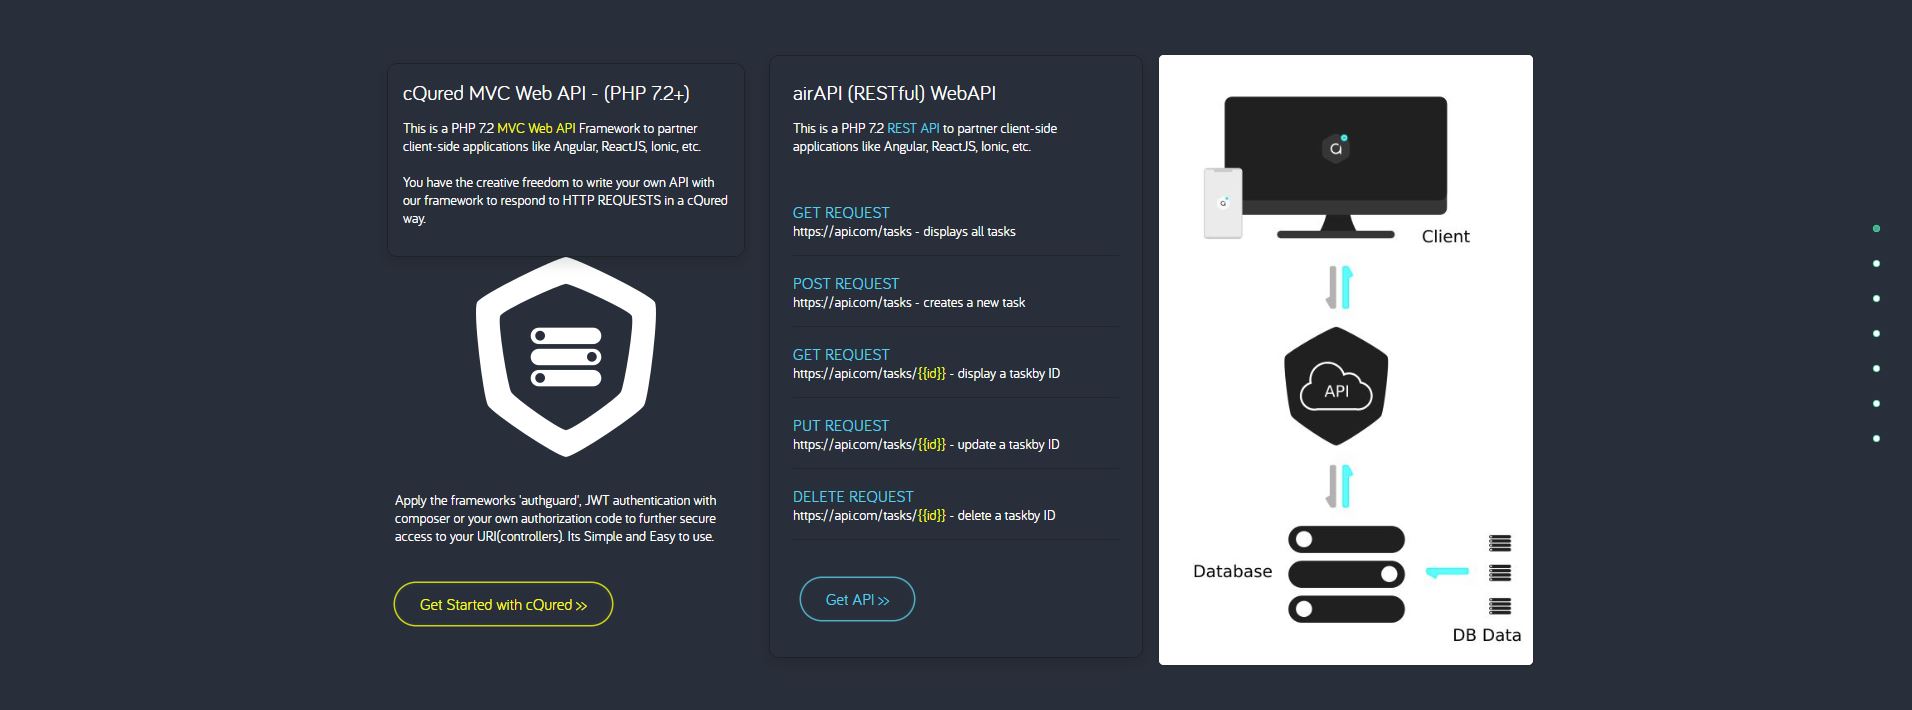 cQured MVC Web API - (PHP 7.2+)
This is a PHP 7.2 MVC Web API Framework to partner
client-side applications like Angular, ReactJS, Ionic, etc.
You have the creative freedom to write your own API with
our framework to respond to HTTP REQUESTS in a cQured
way.
Apply the frameworks 'authguard', JWT authentication with
composer or your own authorization code to further secure
access to your URI(controllers). Its Simple and Easy to use.
Get Started with cQured >>
airAPI (RESTful) WebAPI
This is a PHP 7.2 REST API to partner client-side
applications like Angular, ReactJS, Ionic, etc.
GET REQUEST
https://api.com/tasks - displays all tasks
POST REQUEST
https://api.com/tasks - creates a new task
GET REQUEST
https://api.com/tasks/{{id}} - display a taskby ID
PUT REQUEST
https://api.com/tasks/{{id}} - update a taskby ID
DELETE REQUEST
https://api.com/tasks/{{id}} - delete a taskby ID
Get API >>
a
a
Client
API
Database
DB Data